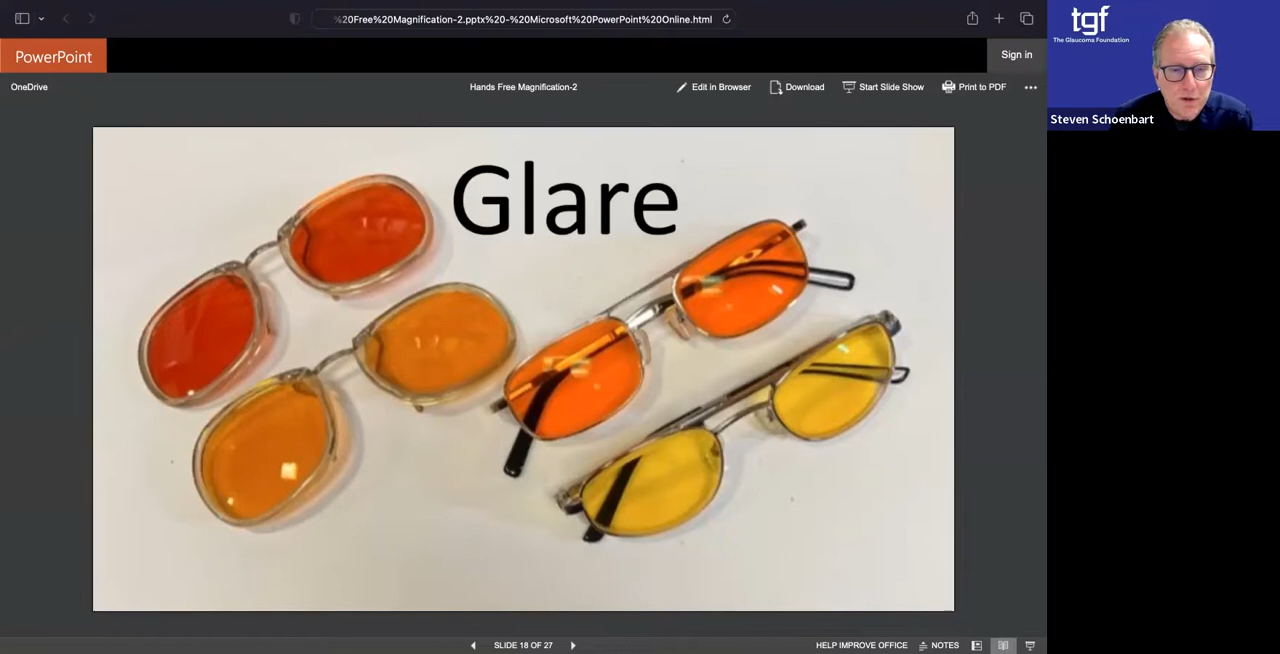 %20Free%20Magnification-2.pptx%20-%20Microsoft%20PowerPoint%20Online.html
PowerPoint
Sign in
OneDrive
Hands Free Magnification-2
Edit in Browser
Download
Start Slide Show
Print to PDF
Glare
SLIDE 18 OF 27
HELP IMPROVE OFFICE
NOTES
tgf
The Glaucoma Foundation
Steven Schoenbart